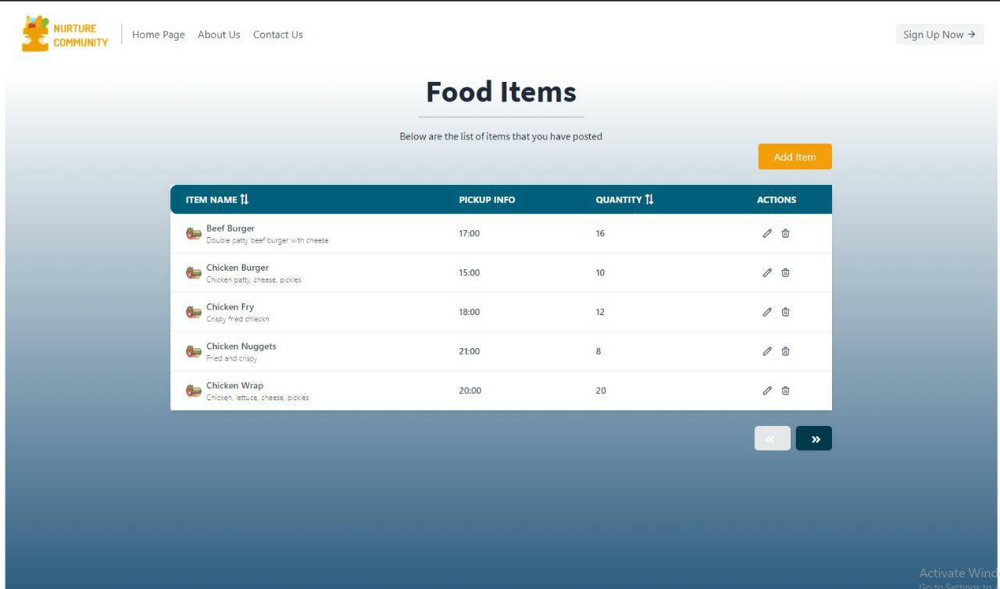 NURTURE
COMMUNITY
Home Page About Us Contact Us
Sign Up Now →
Food Items
Below are the list of items that you have posted
Add Item
ITEM NAME PICKUP INFO QUANTITY ACTIONS
Beef Burger
Double patty beef burger with cheese
17:00 16
Chicken Burger
Chicken patty, cheese, pickles
15:00 10
Chicken Fry
Crispy fried chieckn
18:00 12
Chicken Nuggets
Fried and crispy
21:00 8
Chicken Wrap
Chicken, lettuce, cheese, pickles
20:00 20
« »
Activate Wind
Go to Settings to